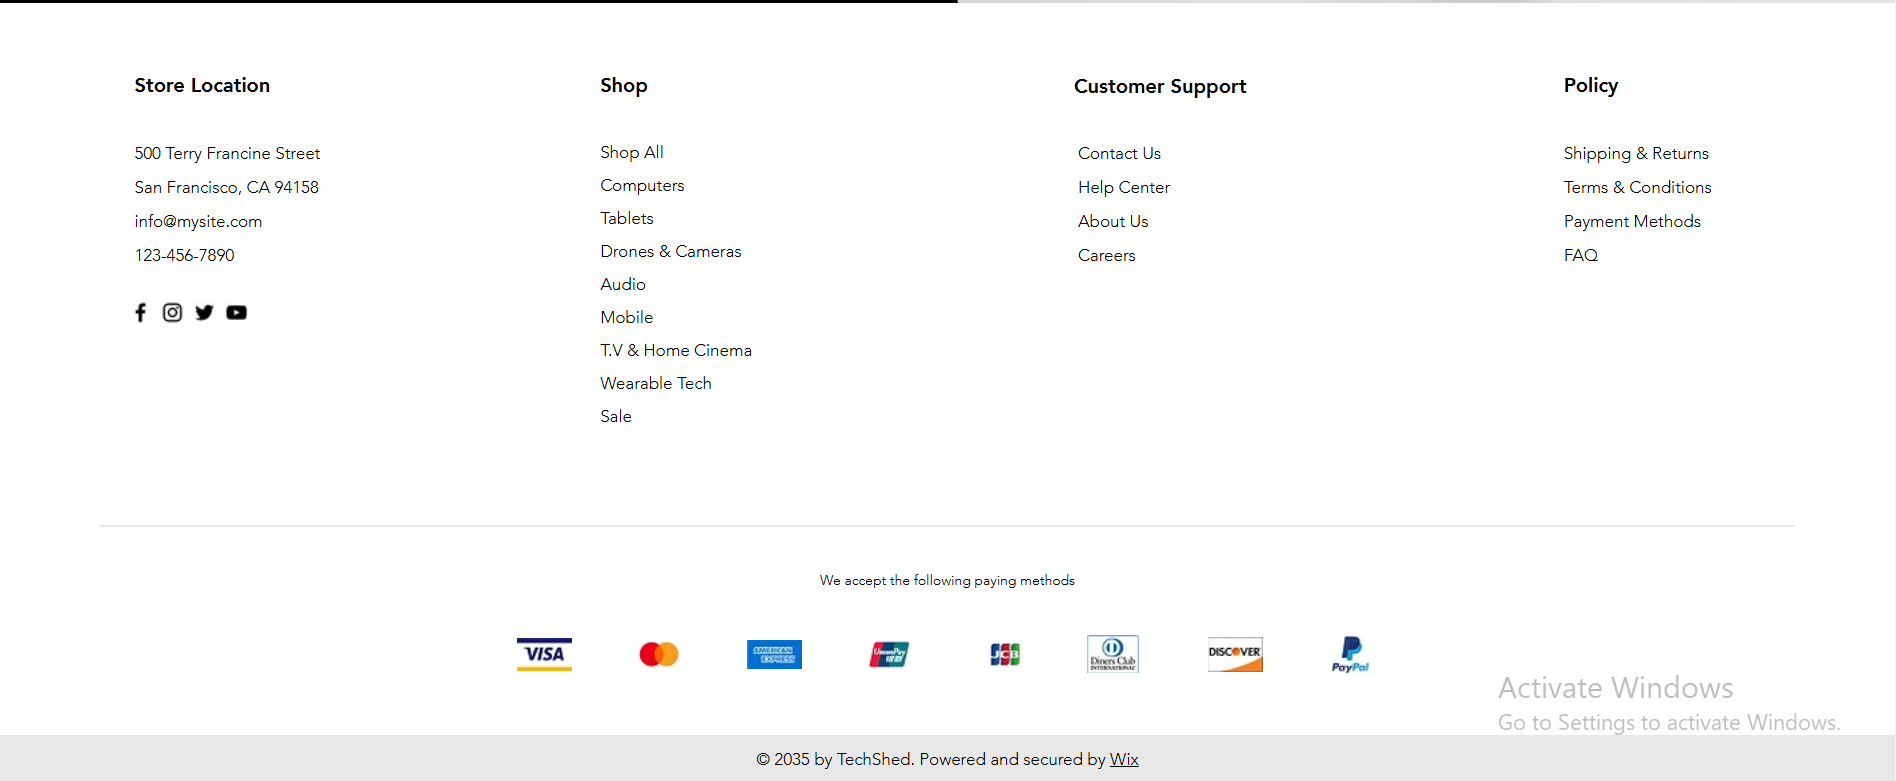 Store Location
500 Terry Francine Street
San Francisco, CA 94158
info@mysite.com
123-456-7890
Shop
Shop All
Computers
Tablets
Drones & Cameras
Audio
Mobile
T.V & Home Cinema
Wearable Tech
Sale
Customer Support
Contact Us
Help Center
About Us
Careers
Policy
Shipping & Returns
Terms & Conditions
Payment Methods
FAQ
We accept the following paying methods
VISA
AMERICAN EXPRESS
UnionPay 银联
JCB
Diners Club INTERNATIONAL
DISCOVER
PayPal
Activate Windows
Go to Settings to activate Windows.
© 2035 by TechShed. Powered and secured by Wix